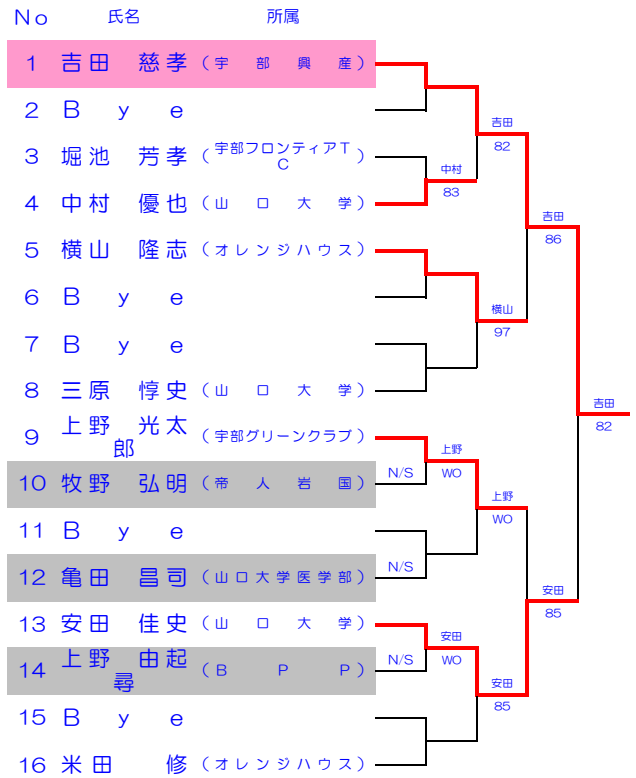 No 氏名 所属
1 吉田 慈孝 (宇部興産)
2 Bye
吉田
82
3 堀池 芳孝 (宇部フロンティアTC)
中村
83
4 中村 優也 (山口大学)
吉田
86
5 横山 隆志 (オレンジハウス)
6 Bye
横山
97
7 Bye
8 三原 惇史 (山口大学)
吉田
82
9 上野 光太郎 (宇部グリーンクラブ)
上野
N/S WO
10 牧野 弘明 (帝人岩国)
上野
WO
11 Bye
N/S
12 亀田 昌司 (山口大学医学部)
安田
85
13 安田 佳史 (山口大学)
安田
N/S WO
14 上野 由起尋 (BPP)
安田
85
15 Bye
16 米田 修 (オレンジハウス)